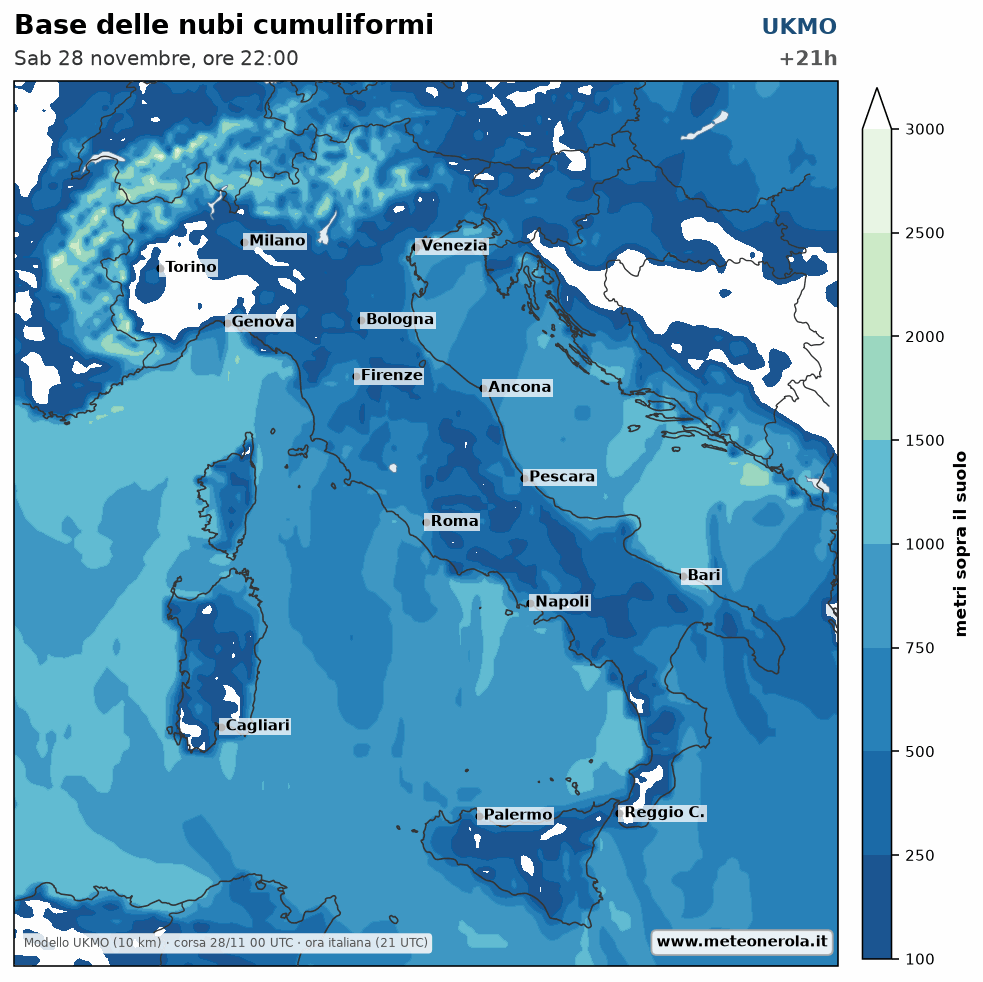 Base delle nubi cumuliformi
UKMO
Sab 28 novembre, ore 22:00
+21h
3000
2500
2000
1500
1000
750
500
250
100
metri sopra il suolo
Milano
Venezia
Torino
Genova
Bologna
Firenze
Ancona
Pescara
Roma
Bari
Napoli
Cagliari
Palermo
Reggio C.
Modello UKMO (10 km) · corsa 28/11 00 UTC · ora italiana (21 UTC)
www.meteonerola.it